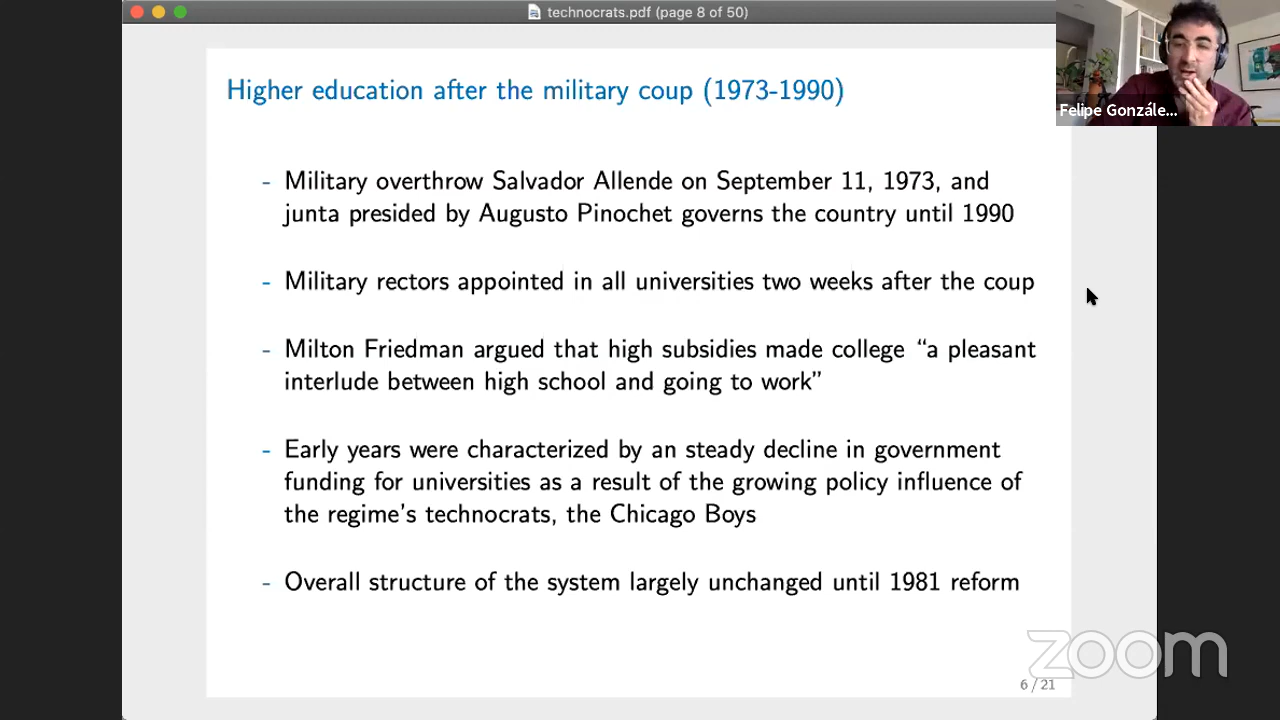 technocrats.pdf (page 8 of 50)
Higher education after the military coup (1973-1990)
Felipe Gonzále...
- Military overthrow Salvador Allende on September 11, 1973, and
junta presided by Augusto Pinochet governs the country until 1990
- Military rectors appointed in all universities two weeks after the coup
- Milton Friedman argued that high subsidies made college “a pleasant
interlude between high school and going to work”
- Early years were characterized by an steady decline in government
funding for universities as a result of the growing policy influence of
the regime's technocrats, the Chicago Boys
- Overall structure of the system largely unchanged until 1981 reform
zoom
6 / 21